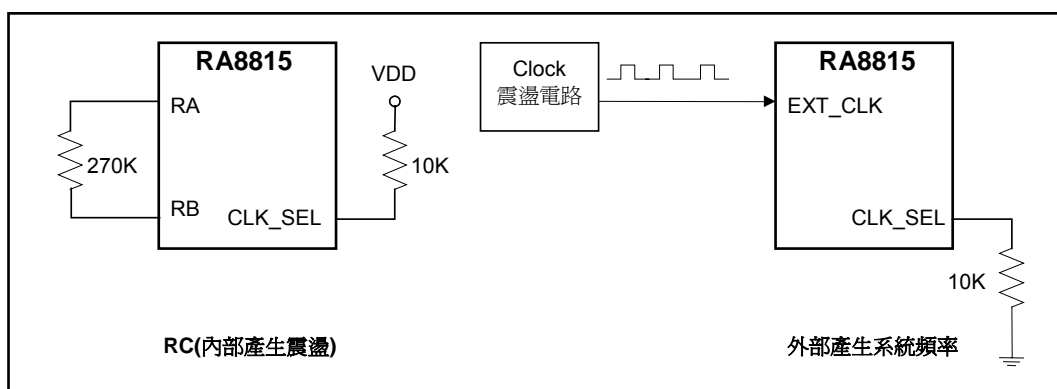 RA8815
RA
270K
RB
CLK_SEL
VDD
10K
RC(內部產生震盪)
Clock
震盪電路
RA8815
EXT_CLK
CLK_SEL
10K
外部產生系統頻率